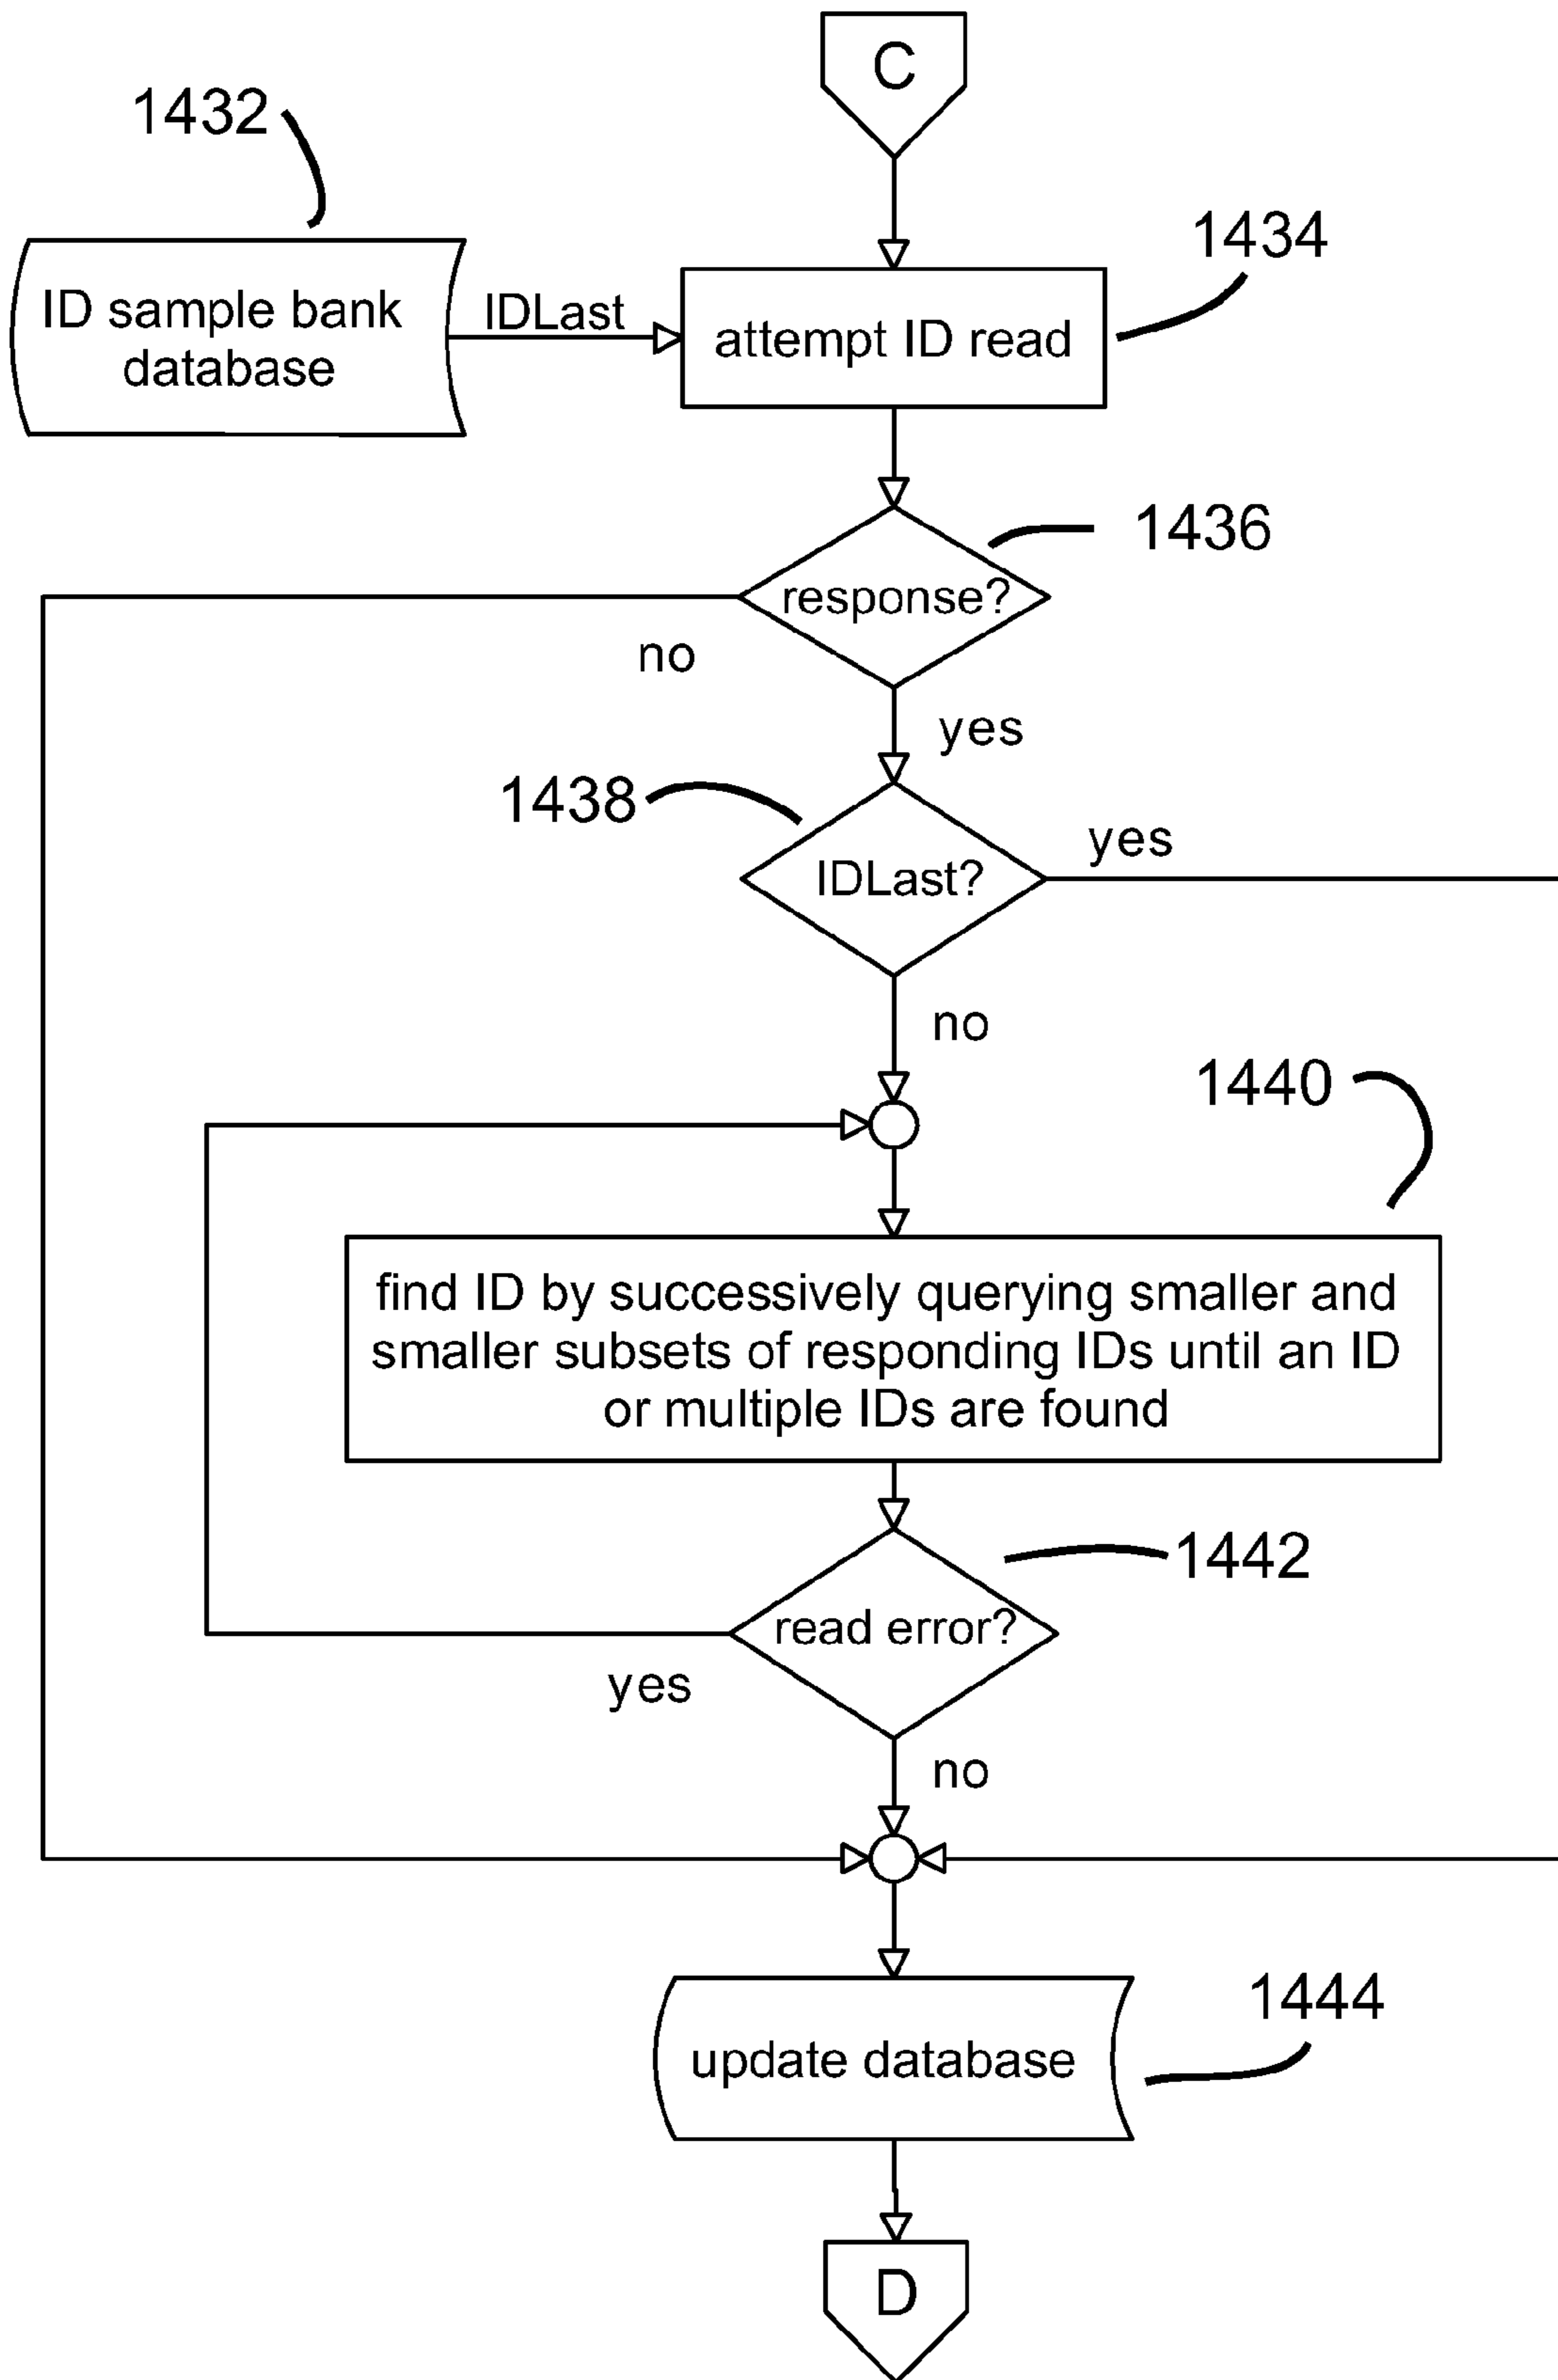 C
1432
1434
ID sample bank
database
IDLast
attempt ID read
1436
response?
no
yes
1438
yes
IDLast?
no
1440
find ID by successively querying smaller and
smaller subsets of responding IDs until an ID
or multiple IDs are found
1442
read error?
yes
no
1444
update database
D